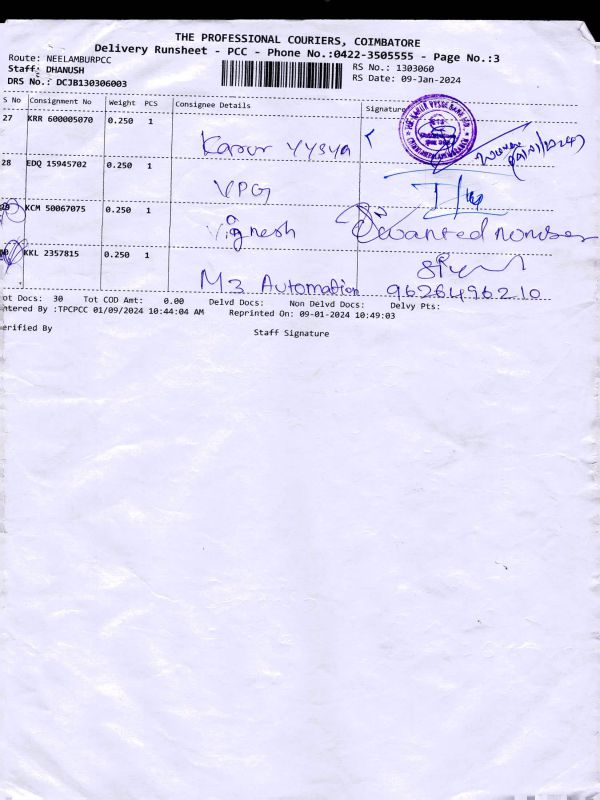 THE PROFESSIONAL COURIERS, COIMBATORE
Delivery Runsheet - PCC - Phone No.:0422-3505555 - Page No.:3
Route: NEELAMBURPCC
Staff: DHANUSH
DRS No.: DCJB130306003
RS No.: 1303060
RS Date: 09-Jan-2024
S No Consignment No Weight PCS Consignee Details Signature
27 KRR 600005070 0.250 1 Karur VYSYA
28 EDQ 15945702 0.250 1 VPG
KCM 50067075 0.250 1 Vignesh
KKL 2357815 0.250 1 M3 Automation 9626496210
ot Docs: 30 Tot COD Amt: 0.00 Delvd Docs: Non Delvd Docs: Delvy Pts:
ntered By :TPCPCC 01/09/2024 10:44:04 AM Reprinted On: 09-01-2024 10:49:03
erified By Staff Signature